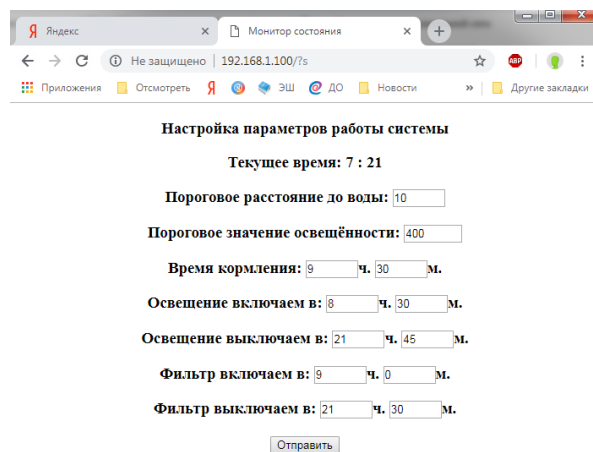 Яндекс
Монитор состояния
Не защищено 192.168.1.100/?s
ABP
Приложения Отсмотреть ЭШ ДО Новости » Другие закладки
Настройка параметров работы системы
Текущее время: 7 : 21
Пороговое расстояние до воды: 10
Пороговое значение освещённости: 400
Время кормления: 9 ч. 30 м.
Освещение включаем в: 8 ч. 30 м.
Освещение выключаем в: 21 ч. 45 м.
Фильтр включаем в: 9 ч. 0 м.
Фильтр выключаем в: 21 ч. 30 м.
Отправить